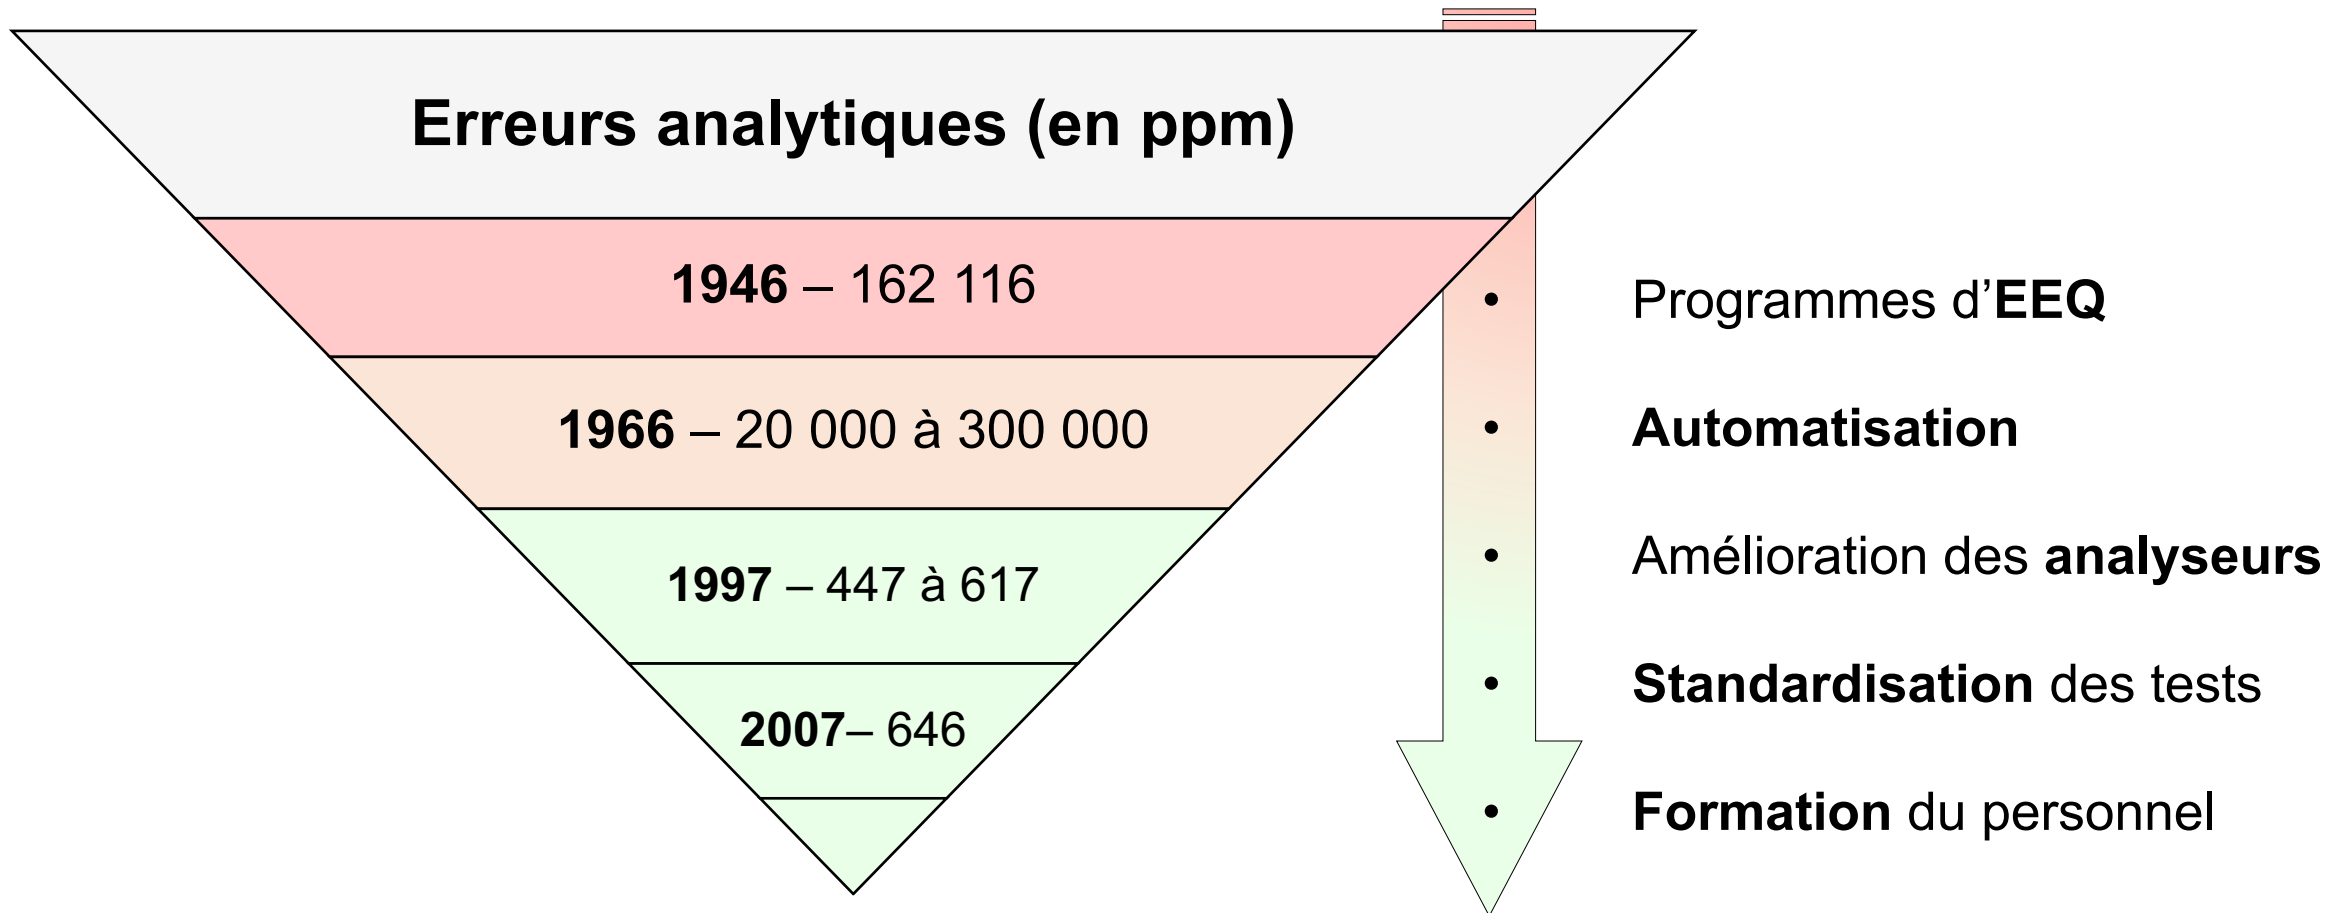 Erreurs analytiques (en ppm)
1946 – 162 116
1966 – 20 000 à 300 000
1997 – 447 à 617
2007– 646
• Programmes d’EEQ
• Automatisation
• Amélioration des analyseurs
• Standardisation des tests
• Formation du personnel